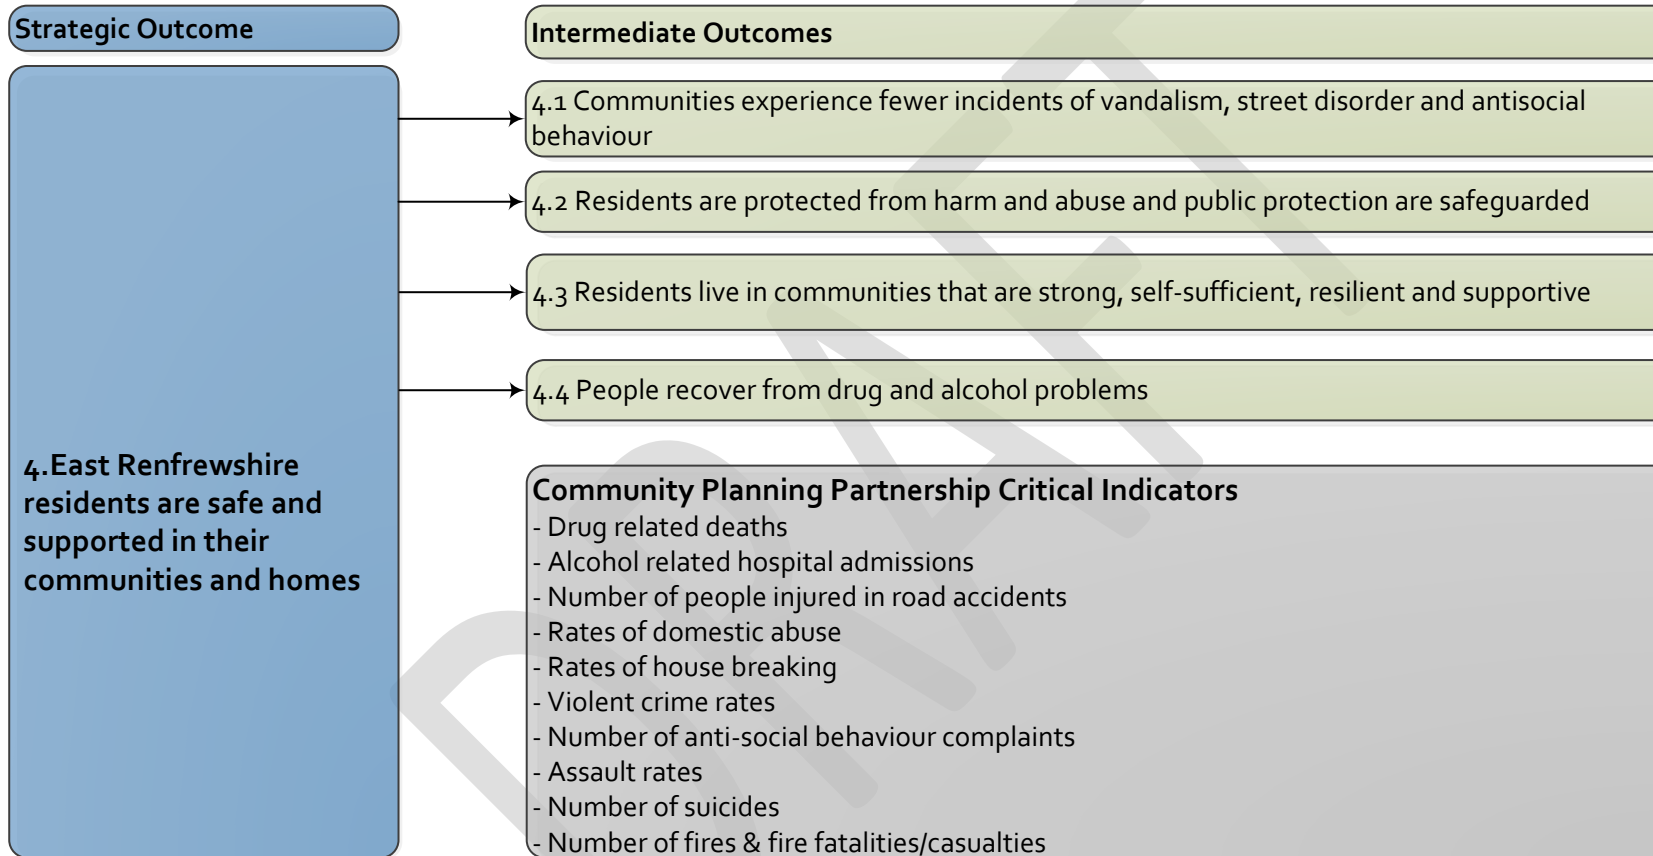 Strategic Outcome
4.East Renfrewshire
residents are safe and
supported in their
communities and homes
Intermediate Outcomes
4.1 Communities experience fewer incidents of vandalism, street disorder and antisocial
behaviour
4.2 Residents are protected from harm and abuse and public protection are safeguarded
4.3 Residents live in communities that are strong, self-sufficient, resilient and supportive
4.4 People recover from drug and alcohol problems
Community Planning Partnership Critical Indicators
- Drug related deaths
- Alcohol related hospital admissions
- Number of people injured in road accidents
- Rates of domestic abuse
- Rates of house breaking
- Violent crime rates
- Number of anti-social behaviour complaints
- Assault rates
- Number of suicides
- Number of fires & fire fatalities/casualties
DRAFT